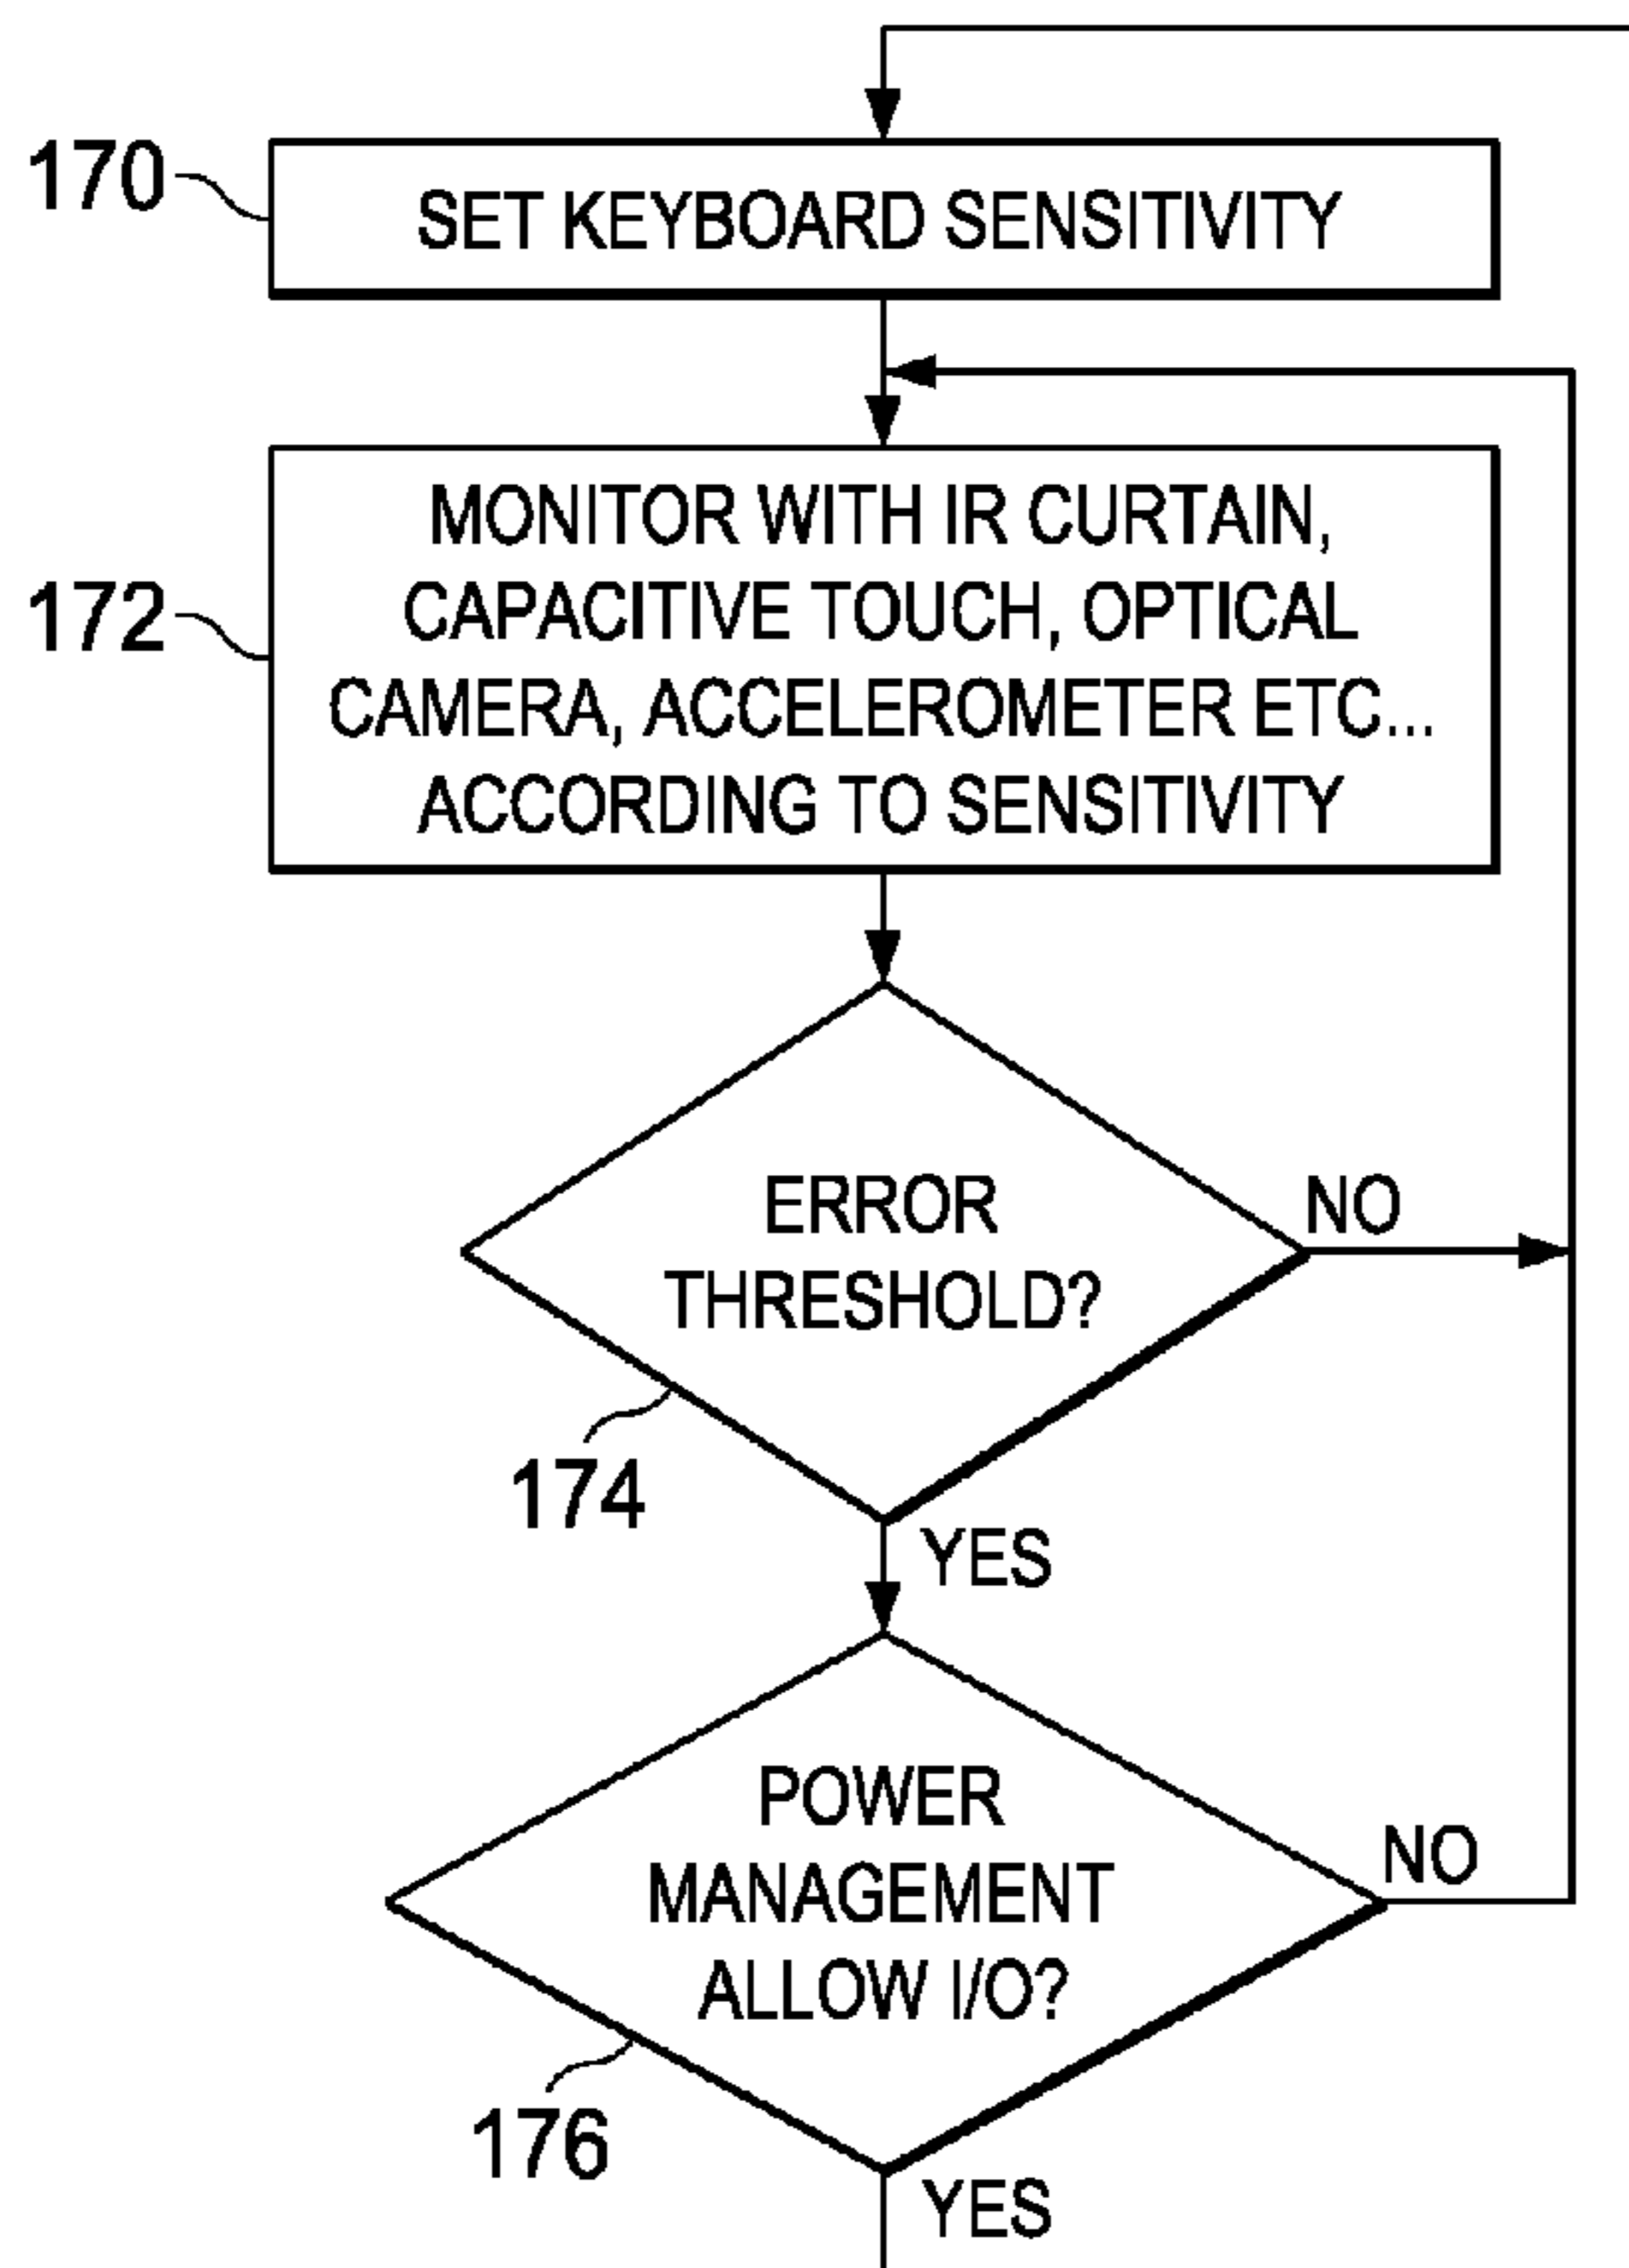 170
SET KEYBOARD SENSITIVITY
172
MONITOR WITH IR CURTAIN,
CAPACITIVE TOUCH, OPTICAL
CAMERA, ACCELEROMETER ETC...
ACCORDING TO SENSITIVITY
ERROR
THRESHOLD?
NO
174
YES
POWER
MANAGEMENT
ALLOW I/O?
NO
176
YES